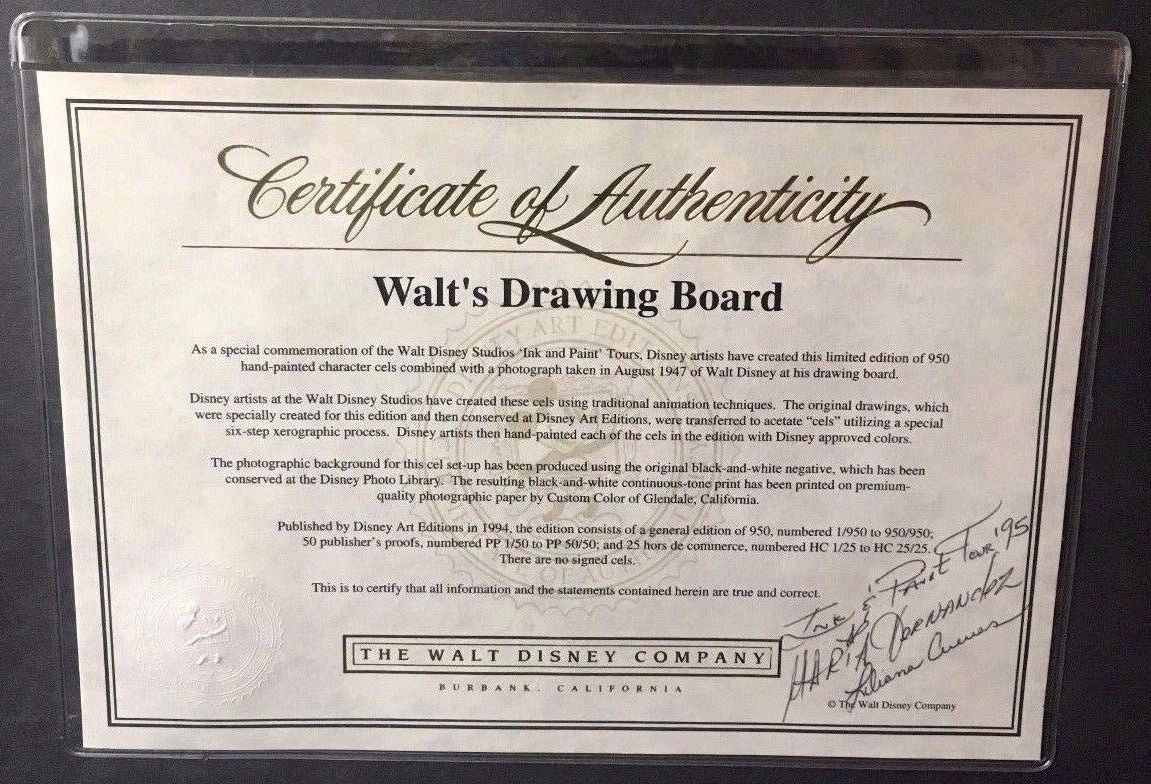 Certificate of Authenticity
Walt's Drawing Board
As a special commemoration of the Walt Disney Studios 'Ink and Paint' Tours, Disney artists have created this limited edition of 950
hand-painted character cels combined with a photograph taken in August 1947 of Walt Disney at his drawing board.
Disney artists at the Walt Disney Studios have created these cels using traditional animation techniques. The original drawings, which
were specially created for this edition and then conserved at Disney Art Editions, were transferred to acetate "cels" utilizing a special
six-step xerographic process. Disney artists then hand-painted each of the cels in the edition with Disney approved colors.
The photographic background for this cel set-up has been produced using the original black-and-white negative, which has been
conserved at the Disney Photo Library. The resulting black-and-white continuous-tone print has been printed on premium-
quality photographic paper by Custom Color of Glendale, California.
Published by Disney Art Editions in 1994, the edition consists of a general edition of 950, numbered 1/950 to 950/950;
50 publisher's proofs, numbered PP 1/50 to PP 50/50; and 25 hors de commerce, numbered HC 1/25 to HC 25/25.
There are no signed cels.
This is to certify that all information and the statements contained herein are true and correct.
Ink & Paint Tour '95
MARIA HERNANDEZ
Liliana Cuevas
THE WALT DISNEY COMPANY
BURBANK, CALIFORNIA
© The Walt Disney Company